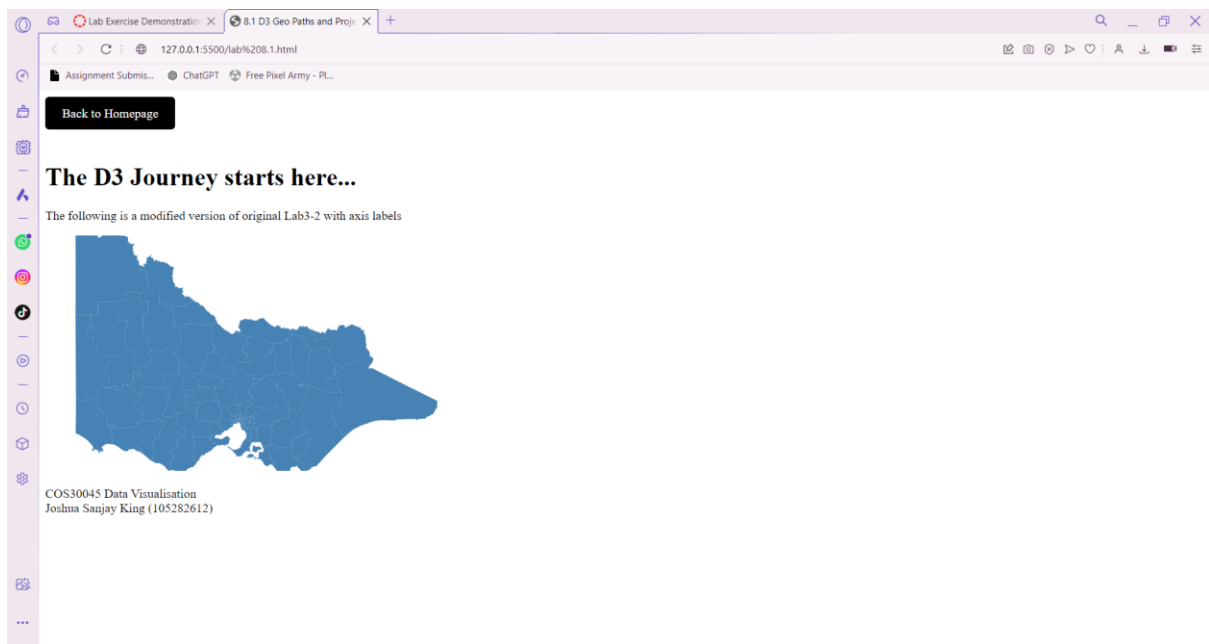 Lab Exercise Demonstration
8.1 D3 Geo Paths and Proje
127.0.0.1:5500/lab%208.1.html
Assignment Submis... ChatGPT Free Pixel Army - Pl...
Back to Homepage
The D3 Journey starts here...
The following is a modified version of original Lab3-2 with axis labels
COS30045 Data Visualisation
Joshua Sanjay King (105282612)